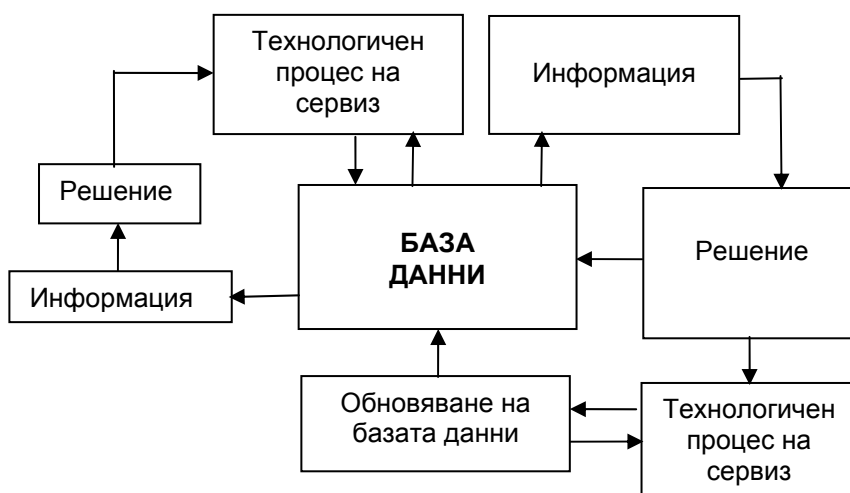 Технологичен
процес на
сервиз
Информация
Решение
БАЗА
ДАННИ
Решение
Информация
Обновяване на
базата данни
Технологичен
процес на
сервиз